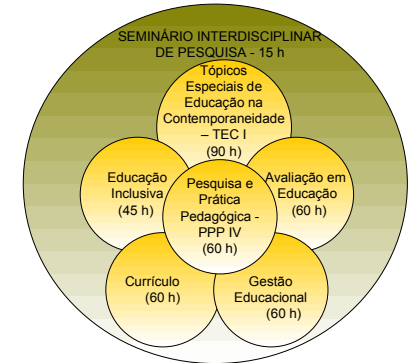 SEMINÁRIO INTERDISCIPLINAR
DE PESQUISA - 15 h
Tópicos
Especiais de
Educação na
Contemporaneidade
– TEC I
(90 h)
Educação
Inclusiva
(45 h)
Pesquisa e
Prática
Pedagógica -
PPP IV
(60 h)
Avaliação em
Educação
(60 h)
Currículo
(60 h)
Gestão
Educacional
(60 h)